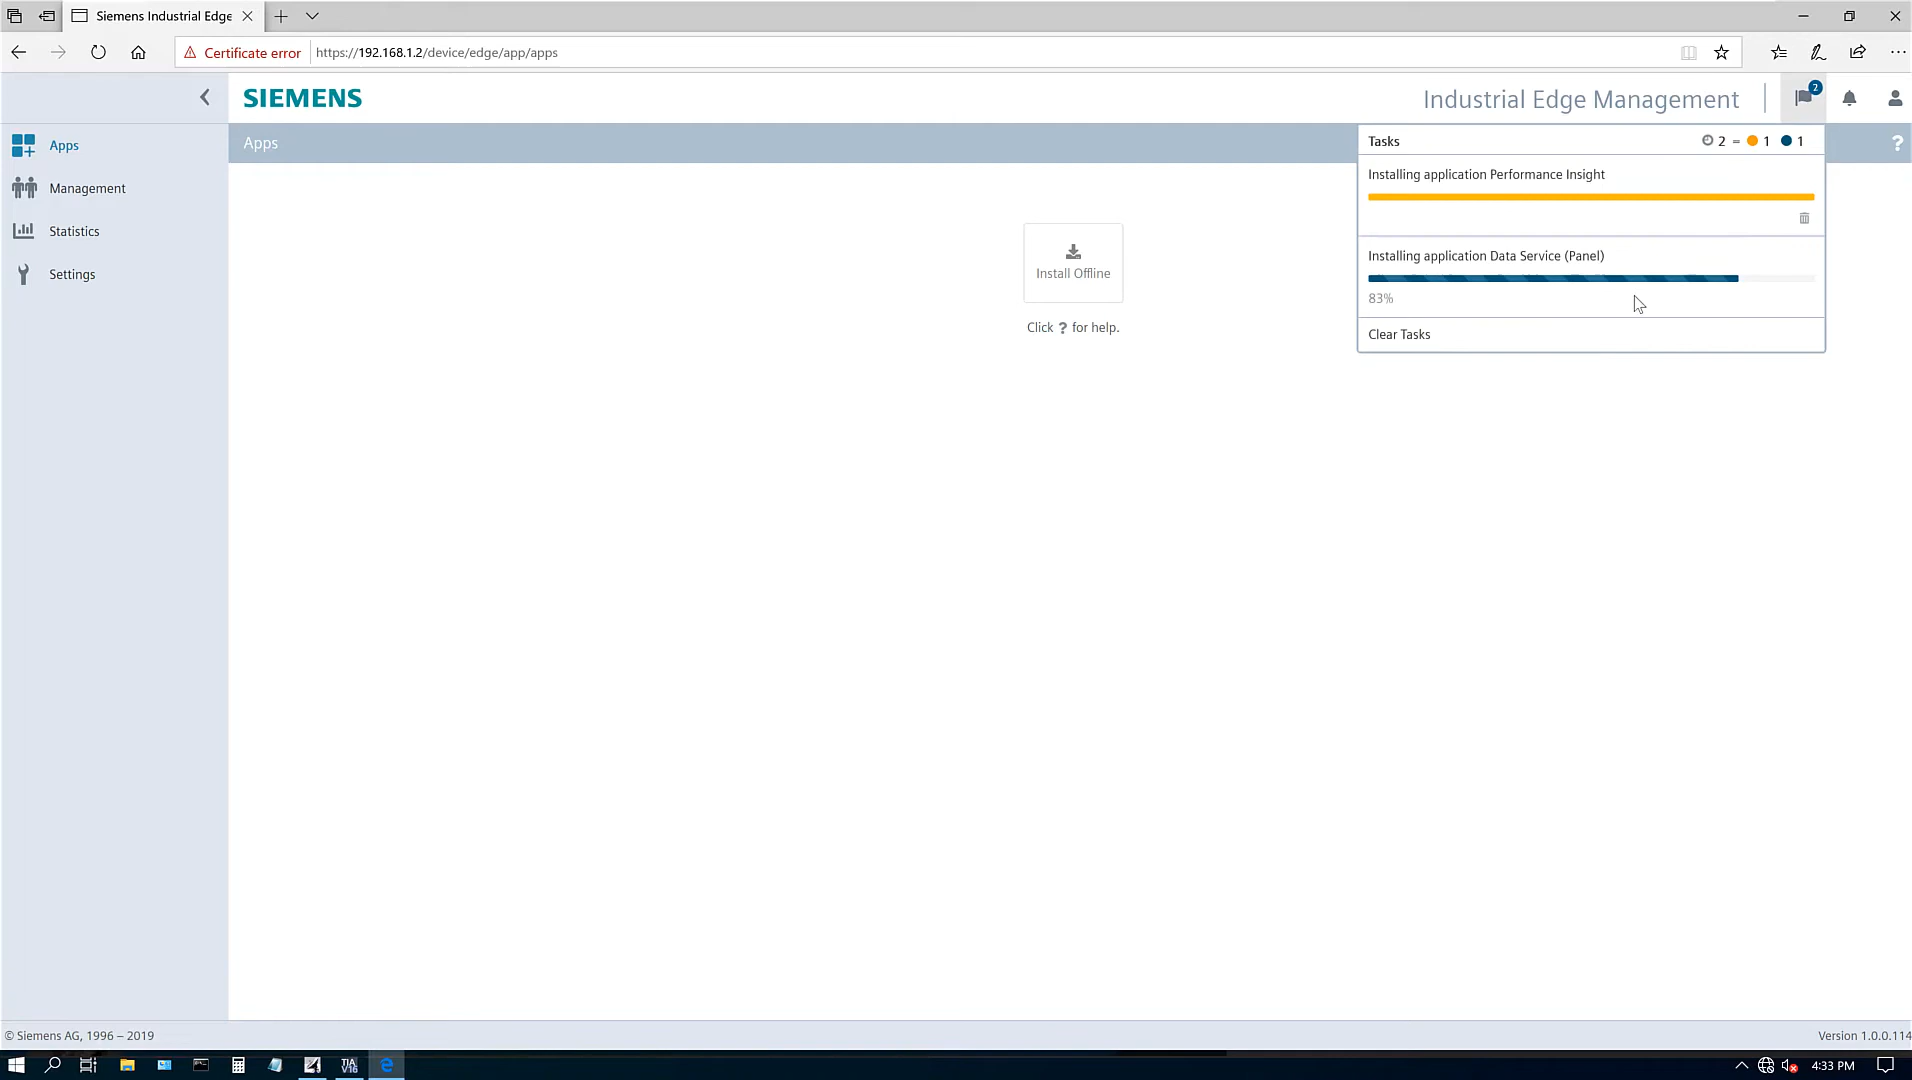 Siemens Industrial Edge
Certificate error
https://192.168.1.2/device/edge/app/apps
SIEMENS
Industrial Edge Management
2
Apps
Management
Statistics
Settings
Apps
?
Tasks
2 = 1 1
Installing application Performance Insight
Installing application Data Service (Panel)
83%
Clear Tasks
Install Offline
Click ? for help.
© Siemens AG, 1996 – 2019
Version 1.0.0.114
TIA
V16
4:33 PM